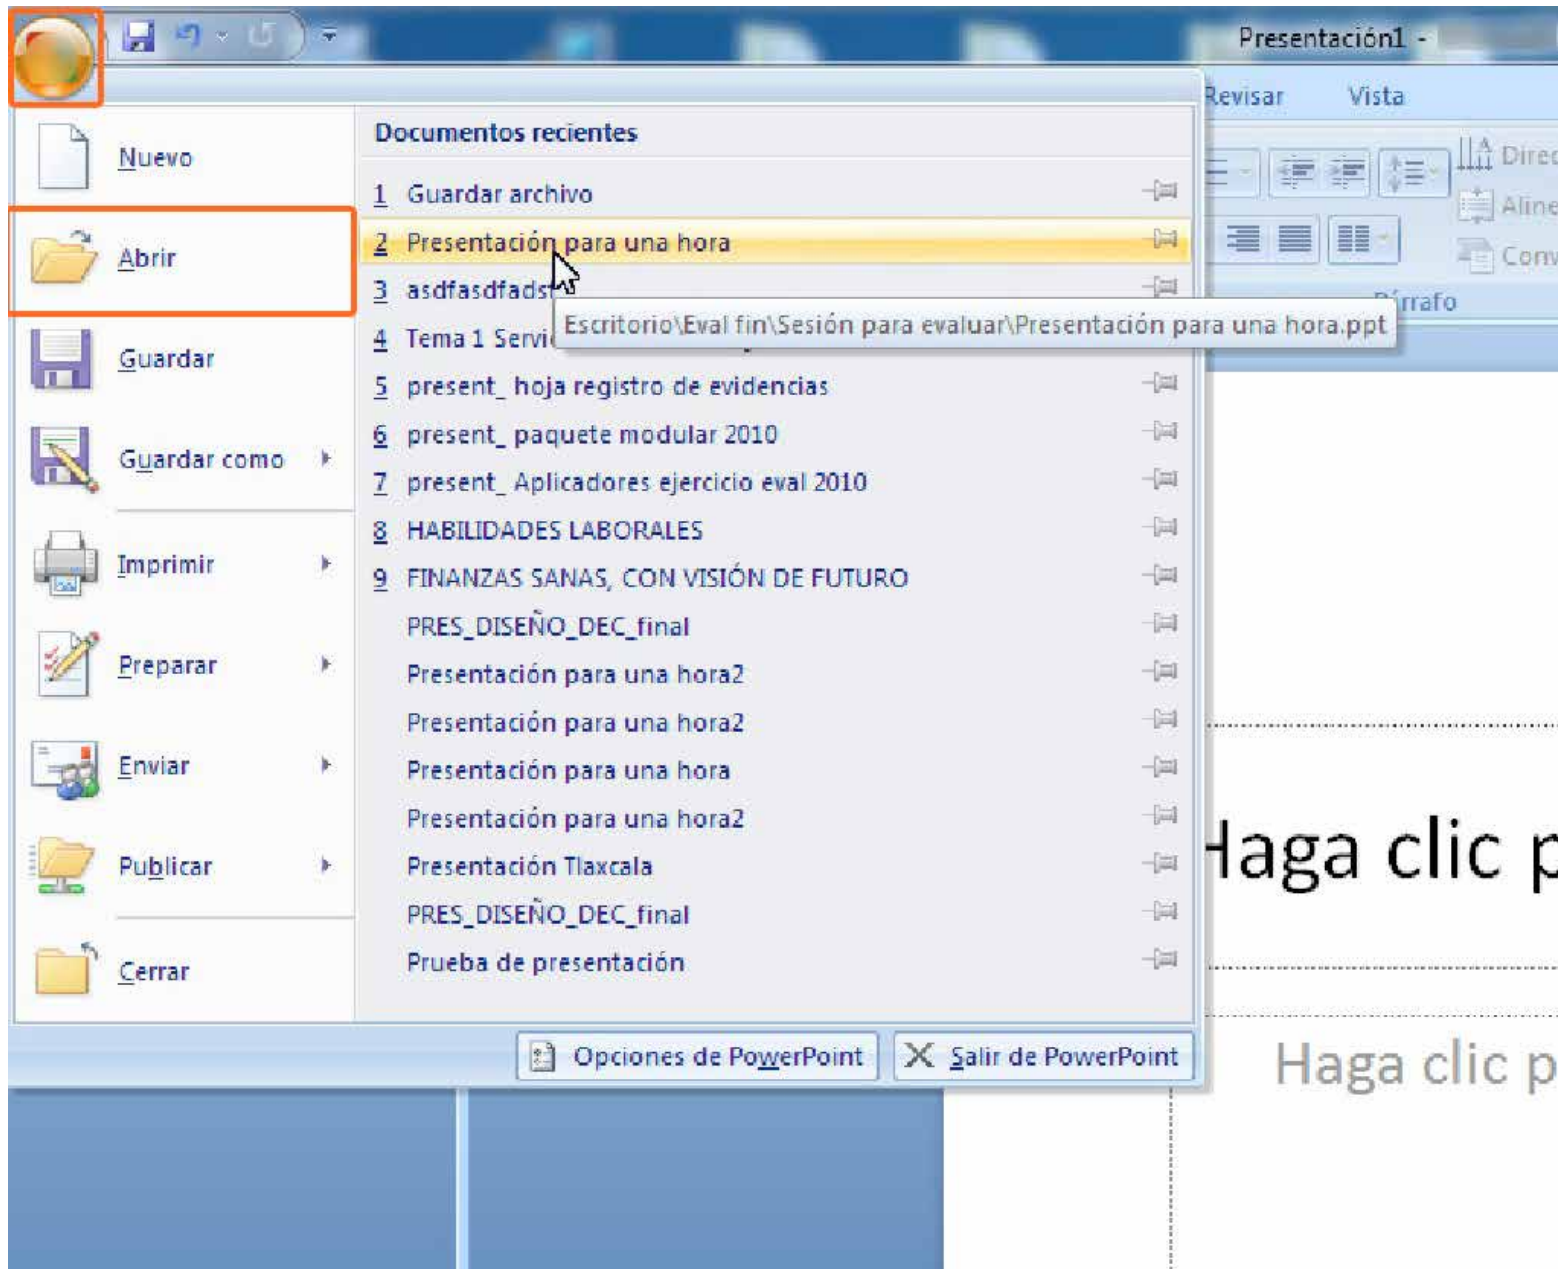 Presentación1 -
Revisar Vista
Nuevo
Abrir
Guardar
Guardar como
Imprimir
Preparar
Enviar
Publicar
Cerrar
Documentos recientes
1 Guardar archivo
2 Presentación para una hora
3 asdfasdfads
Escritorio\Eval fin\Sesión para evaluar\Presentación para una hora.ppt
4 Tema 1
5 present_ hoja registro de evidencias
6 present_ paquete modular 2010
7 present_ Aplicadores ejercicio eval 2010
8 HABILIDADES LABORALES
9 FINANZAS SANAS, CON VISIÓN DE FUTURO
PRES_DISEÑO_DEC_final
Presentación para una hora2
Presentación para una hora2
Presentación para una hora
Presentación para una hora2
Presentación Tlaxcala
PRES_DISEÑO_DEC_final
Prueba de presentación
Opciones de PowerPoint
Salir de PowerPoint
Direc
Aline
Conv
Párrafo
Haga clic p
Haga clic p